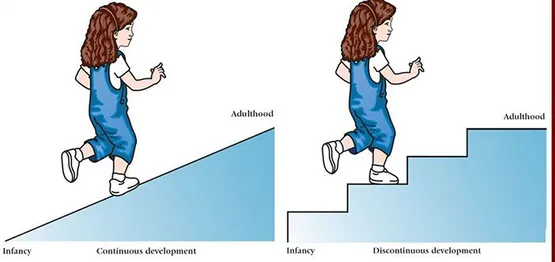 Adulthood
Infancy
Continuous development
Adulthood
Infancy
Discontinuous development